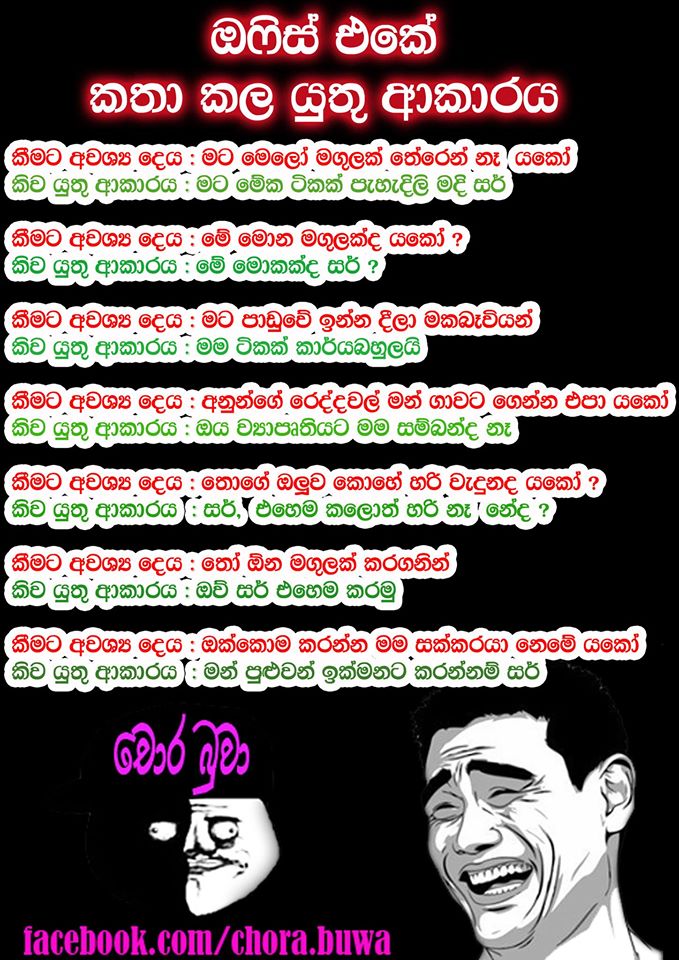 ඔෆිස් එකේ
කතා කල යුතු ආකාරය
කීමට අවශ්‍ය දෙය : මට මෙලෝ මගුලක් තේරෙන් නෑ යකෝ
කිව යුතු ආකාරය : මට මේක ටිකක් පැහැදිලි මදි සර්
කීමට අවශ්‍ය දෙය : මේ මොන මගුලක්ද යකෝ ?
කිව යුතු ආකාරය : මේ මොකක්ද සර් ?
කීමට අවශ්‍ය දෙය : මට පාඩුවේ ඉන්න දීලා මකබෑවියන්
කිව යුතු ආකාරය : මම ටිකක් කාර්යබහුලයි
කීමට අවශ්‍ය දෙය : අනුන්ගේ රෙද්දවල් මන් ගාවට ගෙන්න එපා යකෝ
කිව යුතු ආකාරය : ඔය ව්‍යාපෘතියට මම සම්බන්ද නෑ
කීමට අවශ්‍ය දෙය : තොගේ ඔලුව කොහේ හරි වැදුනද යකෝ ?
කිව යුතු ආකාරය : සර්, එහෙම කලොත් හරි නෑ නේද ?
කීමට අවශ්‍ය දෙය : තෝ ඕන මගුලක් කරගනින්
කිව යුතු ආකාරය : ඔව් සර් එහෙම කරමු
කීමට අවශ්‍ය දෙය : ඔක්කොම කරන්න මම සක්කරයා නෙමේ යකෝ
කිව යුතු ආකාරය : මන් පුළුවන් ඉක්මනට කරන්නම් සර්
චොර බුවා
facebook.com/chora.buwa